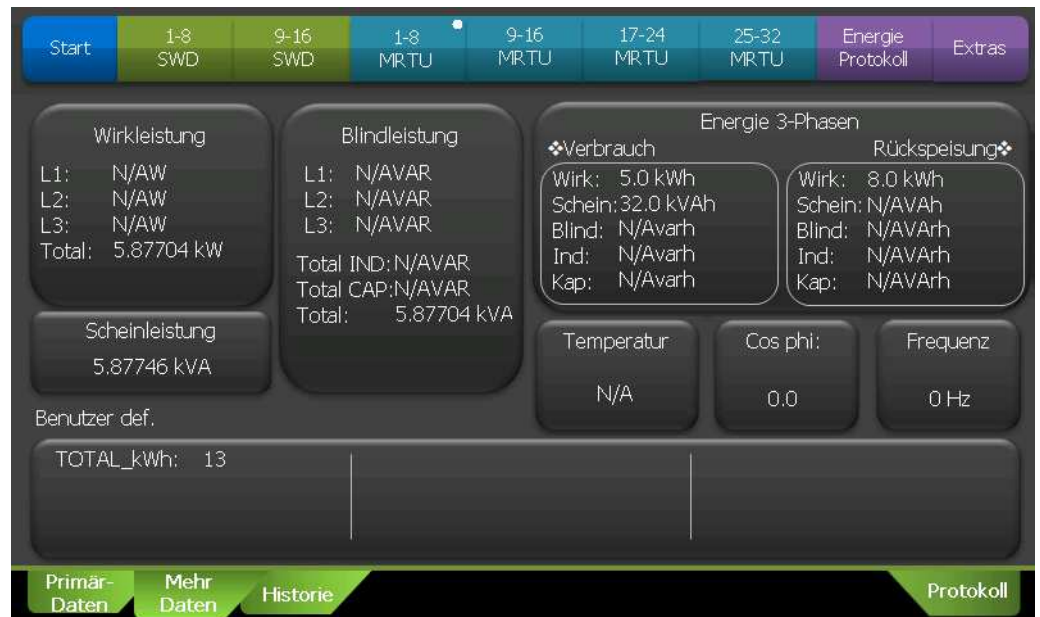 Start
1-8
SWD
9-16
SWD
1-8
MRTU
9-16
MRTU
17-24
MRTU
25-32
MRTU
Energie
Protokoll
Extras
Wirkleistung
L1: N/AW
L2: N/AW
L3: N/AW
Total: 5.87704 kW
Scheinleistung
5.87746 kVA
Blindleistung
L1: N/AVAR
L2: N/AVAR
L3: N/AVAR
Total IND: N/AVAR
Total CAP:N/AVAR
Total: 5.87704 kVA
Energie 3-Phasen
Verbrauch
Wirk: 5.0 kWh
Schein: 32.0 kVAh
Blind: N/Avarh
Ind: N/Avarh
Kap: N/Avarh
Rückspeisung
Wirk: 8.0 kWh
Schein: N/AVAh
Blind: N/AVArh
Ind: N/AVArh
Kap: N/AVArh
Temperatur
N/A
Cos phi:
0.0
Frequenz
0 Hz
Benutzer def.
TOTAL_kWh: 13
Primär-
Daten
Mehr
Daten
Historie
Protokoll